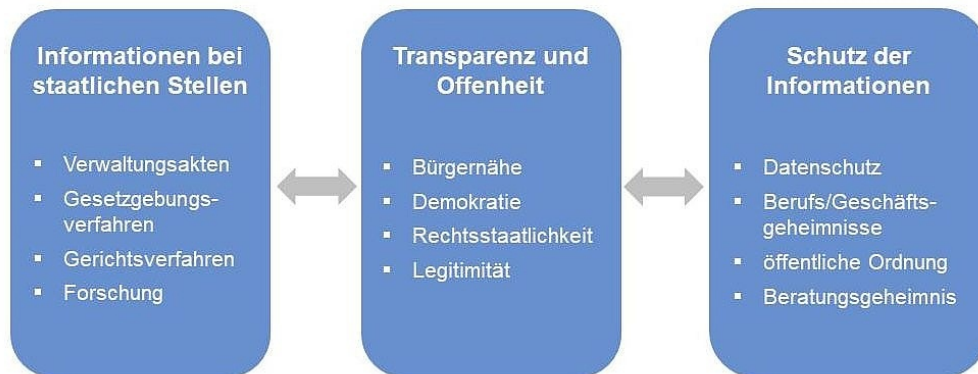 Informationen bei
staatlichen Stellen
▪ Verwaltungsakten
▪ Gesetzgebungs-
verfahren
▪ Gerichtsverfahren
▪ Forschung
Transparenz und
Offenheit
▪ Bürgernähe
▪ Demokratie
▪ Rechtsstaatlichkeit
▪ Legitimität
Schutz der
Informationen
▪ Datenschutz
▪ Berufs/Geschäfts-
geheimnisse
▪ öffentliche Ordnung
▪ Beratungsgeheimnis